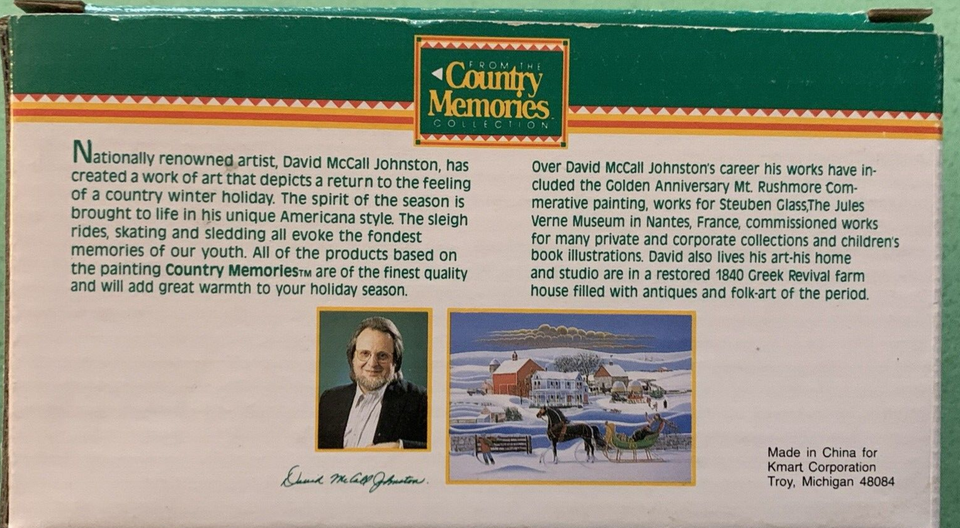 FROM THE
Country
Memories™
COLLECTION
Nationally renowned artist, David McCall Johnston, has
created a work of art that depicts a return to the feeling
of a country winter holiday. The spirit of the season is
brought to life in his unique Americana style. The sleigh
rides, skating and sledding all evoke the fondest
memories of our youth. All of the products based on
the painting Country Memories™ are of the finest quality
and will add great warmth to your holiday season.
Over David McCall Johnston's career his works have in-
cluded the Golden Anniversary Mt. Rushmore Com-
merative painting, works for Steuben Glass,The Jules
Verne Museum in Nantes, France, commissioned works
for many private and corporate collections and children's
book illustrations. David also lives his art-his home
and studio are in a restored 1840 Greek Revival farm
house filled with antiques and folk-art of the period.
David McCall Johnston.
Made in China for
Kmart Corporation
Troy, Michigan 48084